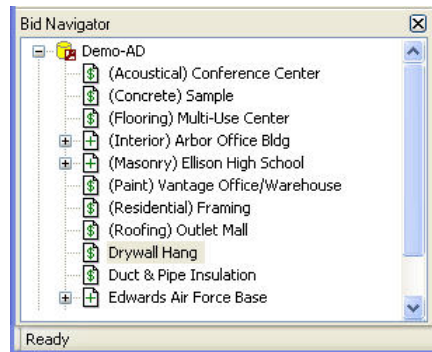 Bid Navigator
Demo-AD
(Acoustical) Conference Center
(Concrete) Sample
(Flooring) Multi-Use Center
(Interior) Arbor Office Bldg
(Masonry) Ellison High School
(Paint) Vantage Office/Warehouse
(Residential) Framing
(Roofing) Outlet Mall
Drywall Hang
Duct & Pipe Insulation
Edwards Air Force Base
Ready